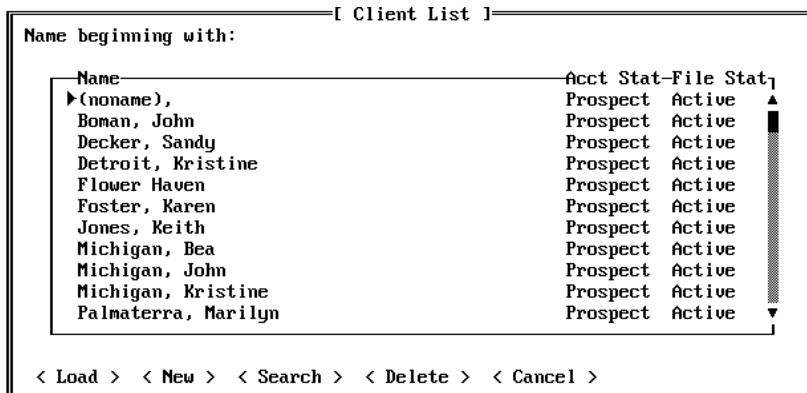 [ Client List ]
Name beginning with:
Name Acct Stat File Stat
(noname), Prospect Active
Boman, John Prospect Active
Decker, Sandy Prospect Active
Detroit, Kristine Prospect Active
Flower Haven Prospect Active
Foster, Karen Prospect Active
Jones, Keith Prospect Active
Michigan, Bea Prospect Active
Michigan, John Prospect Active
Michigan, Kristine Prospect Active
Palmaterra, Marilyn Prospect Active
< Load > < New > < Search > < Delete > < Cancel >